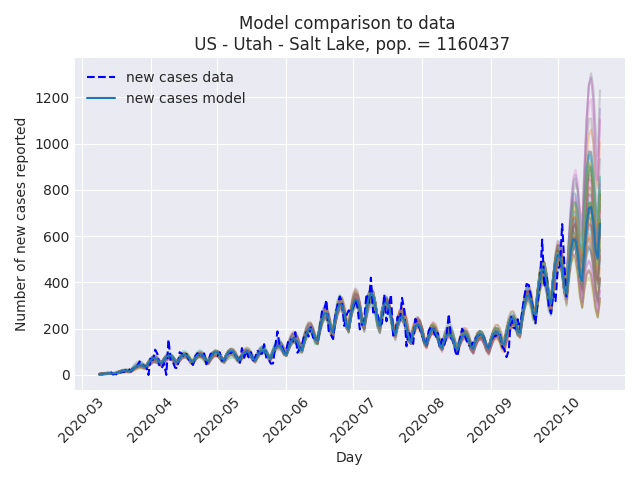 Model comparison to data
US - Utah - Salt Lake, pop. = 1160437
new cases data
new cases model
Number of new cases reported
1200
1000
800
600
400
200
0
2020-03
2020-04
2020-05
2020-06
2020-07
2020-08
2020-09
2020-10
Day